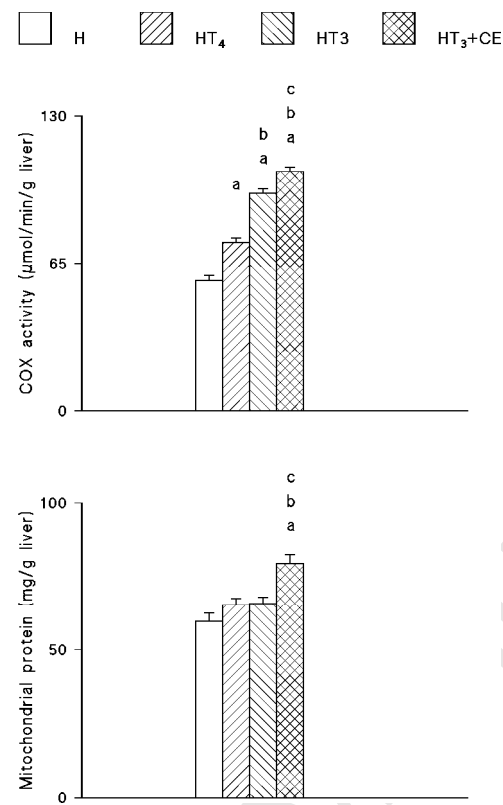 H HT₄ HT3 HT₃+CE
c
b b
a a a
130
65
0
COX activity (μmol/min/g liver)
c
b
a
100
50
0
Mitochondrial protein (mg/g liver)